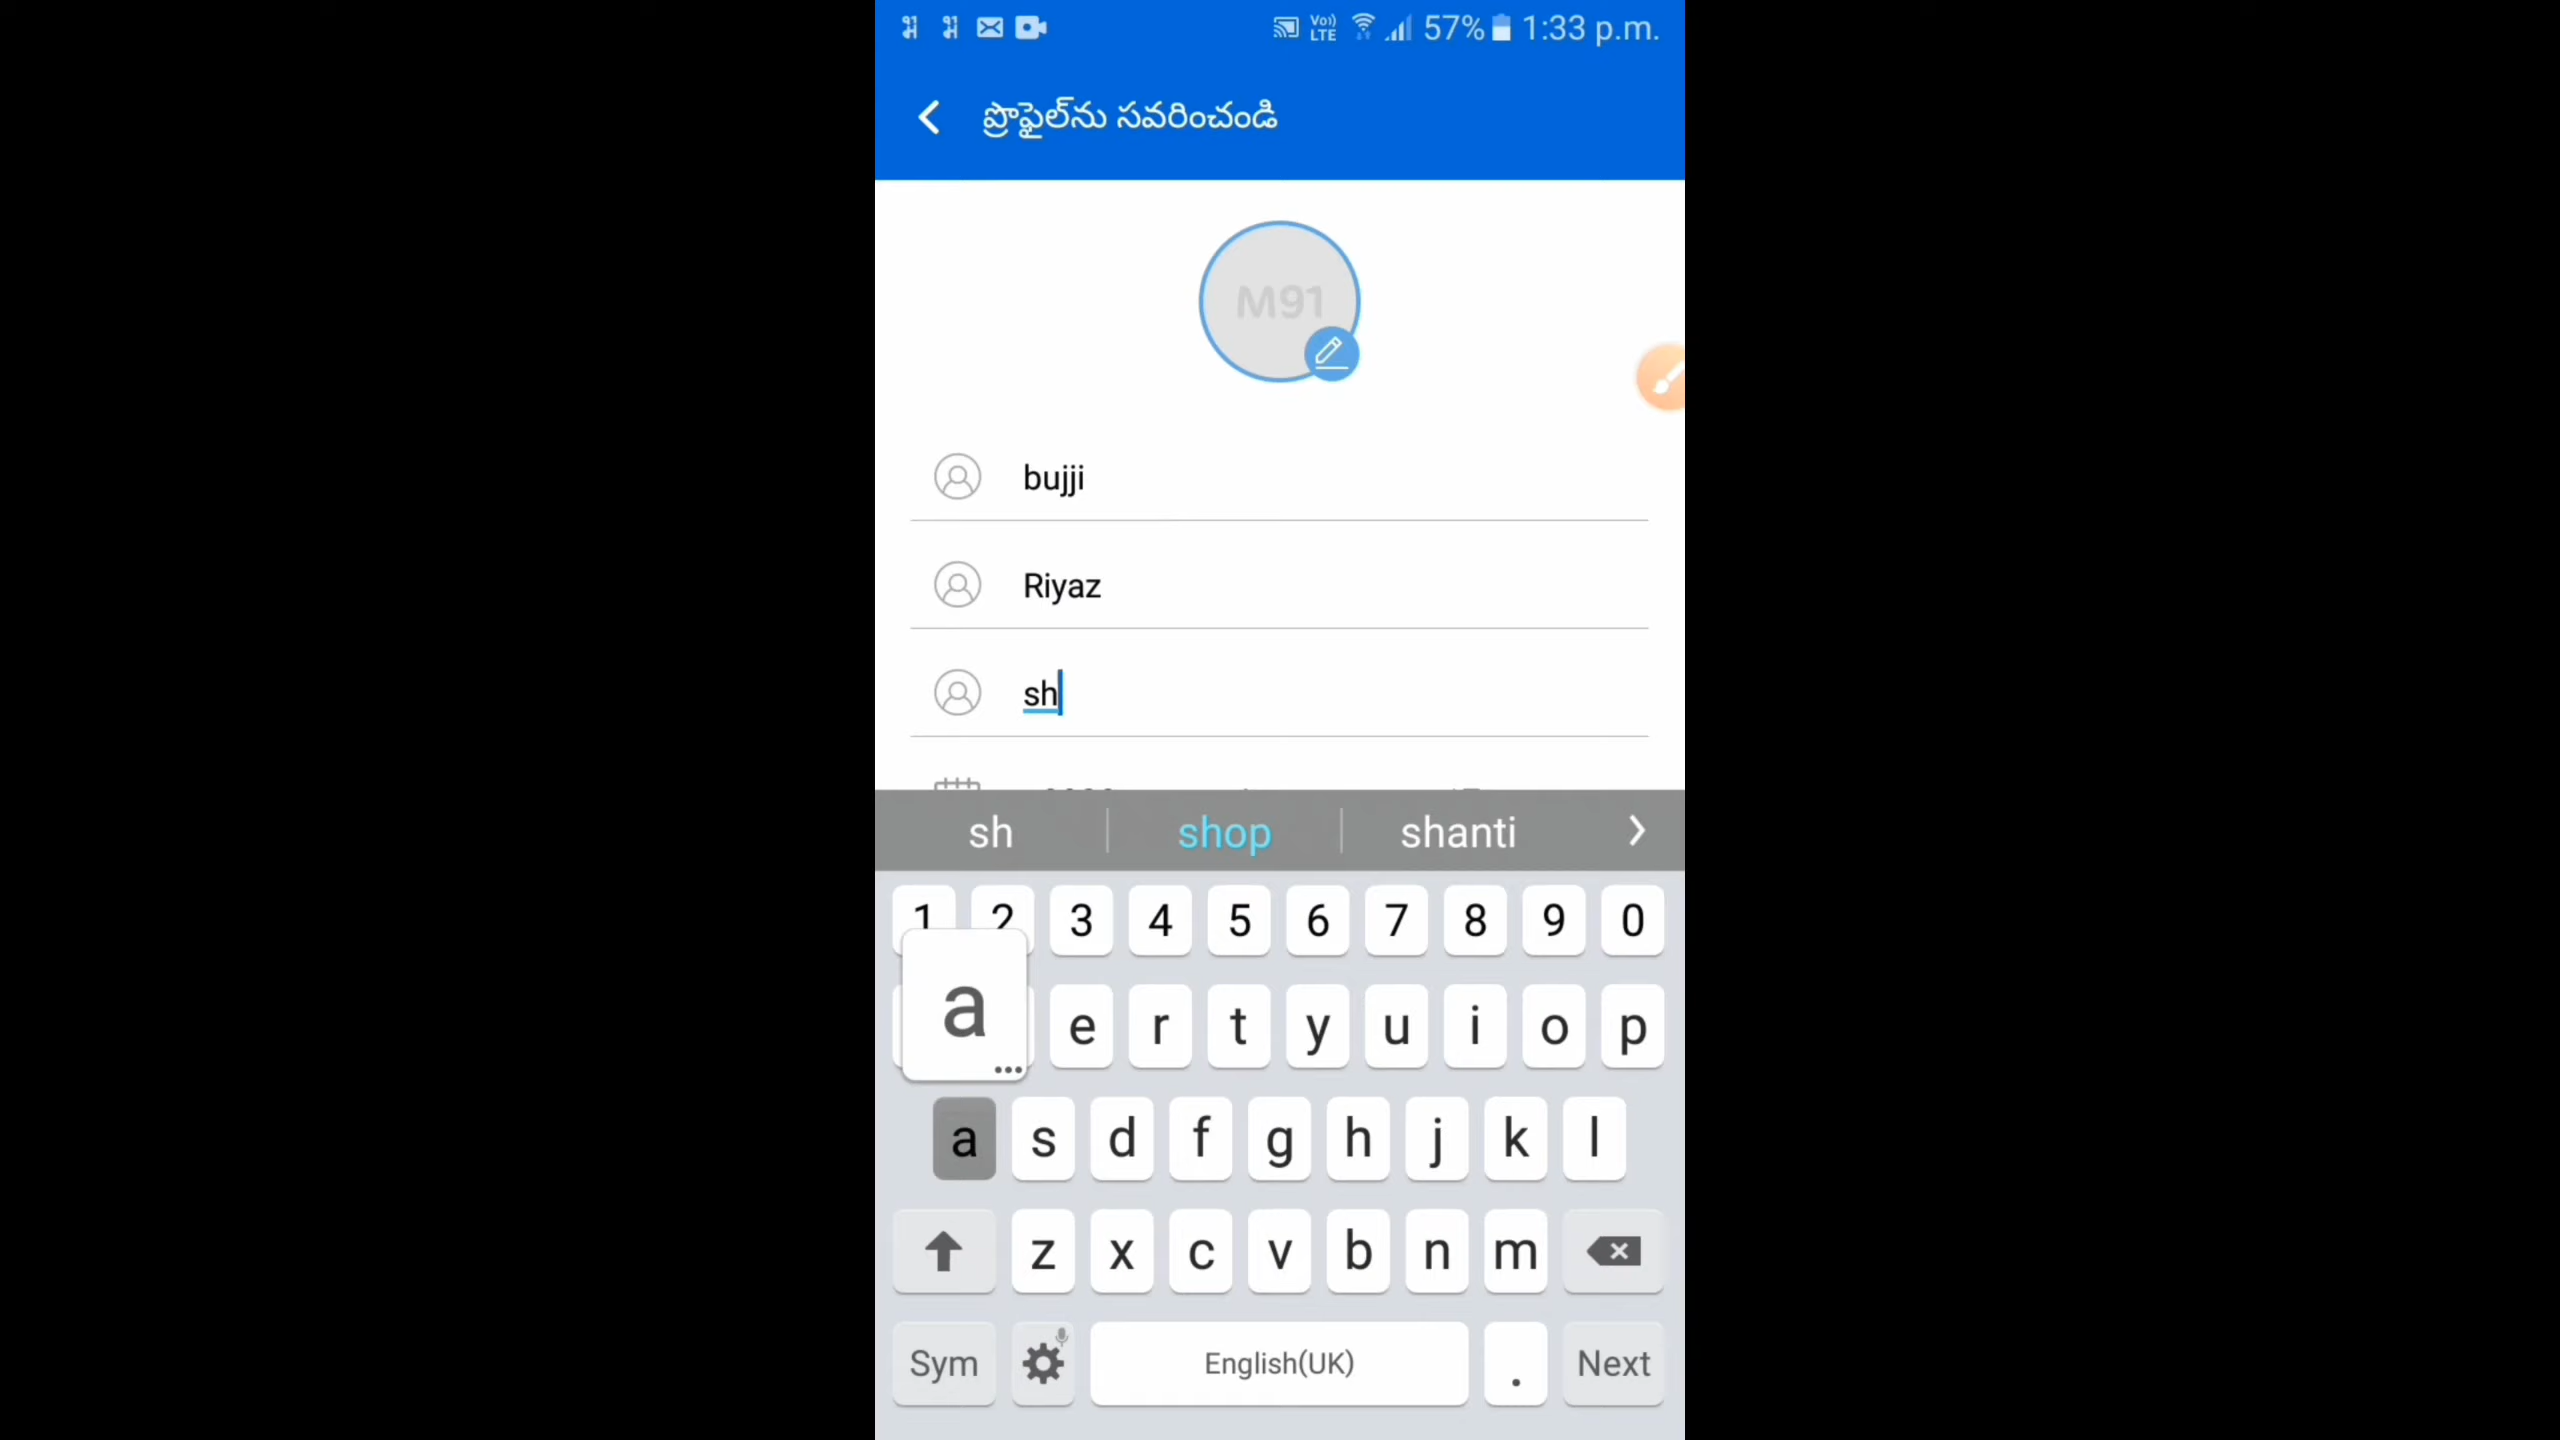 57% 1:33 p.m.
ప్రొఫైల్‌ను సవరించండి
M91
bujji
Riyaz
sh
sh shop shanti
1 2 3 4 5 6 7 8 9 0
a
e r t y u i o p
a s d f g h j k l
z x c v b n m
Sym English(UK) . Next